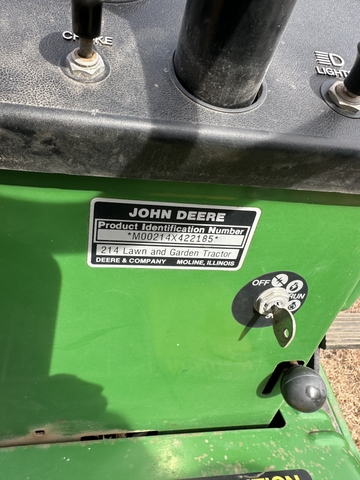 CHOKE
LIGHTS
JOHN DEERE
Product Identification Number
*M00214X422185*
214 Lawn and Garden Tractor
DEERE & COMPANY MOLINE, ILLINOIS
OFF
RUN